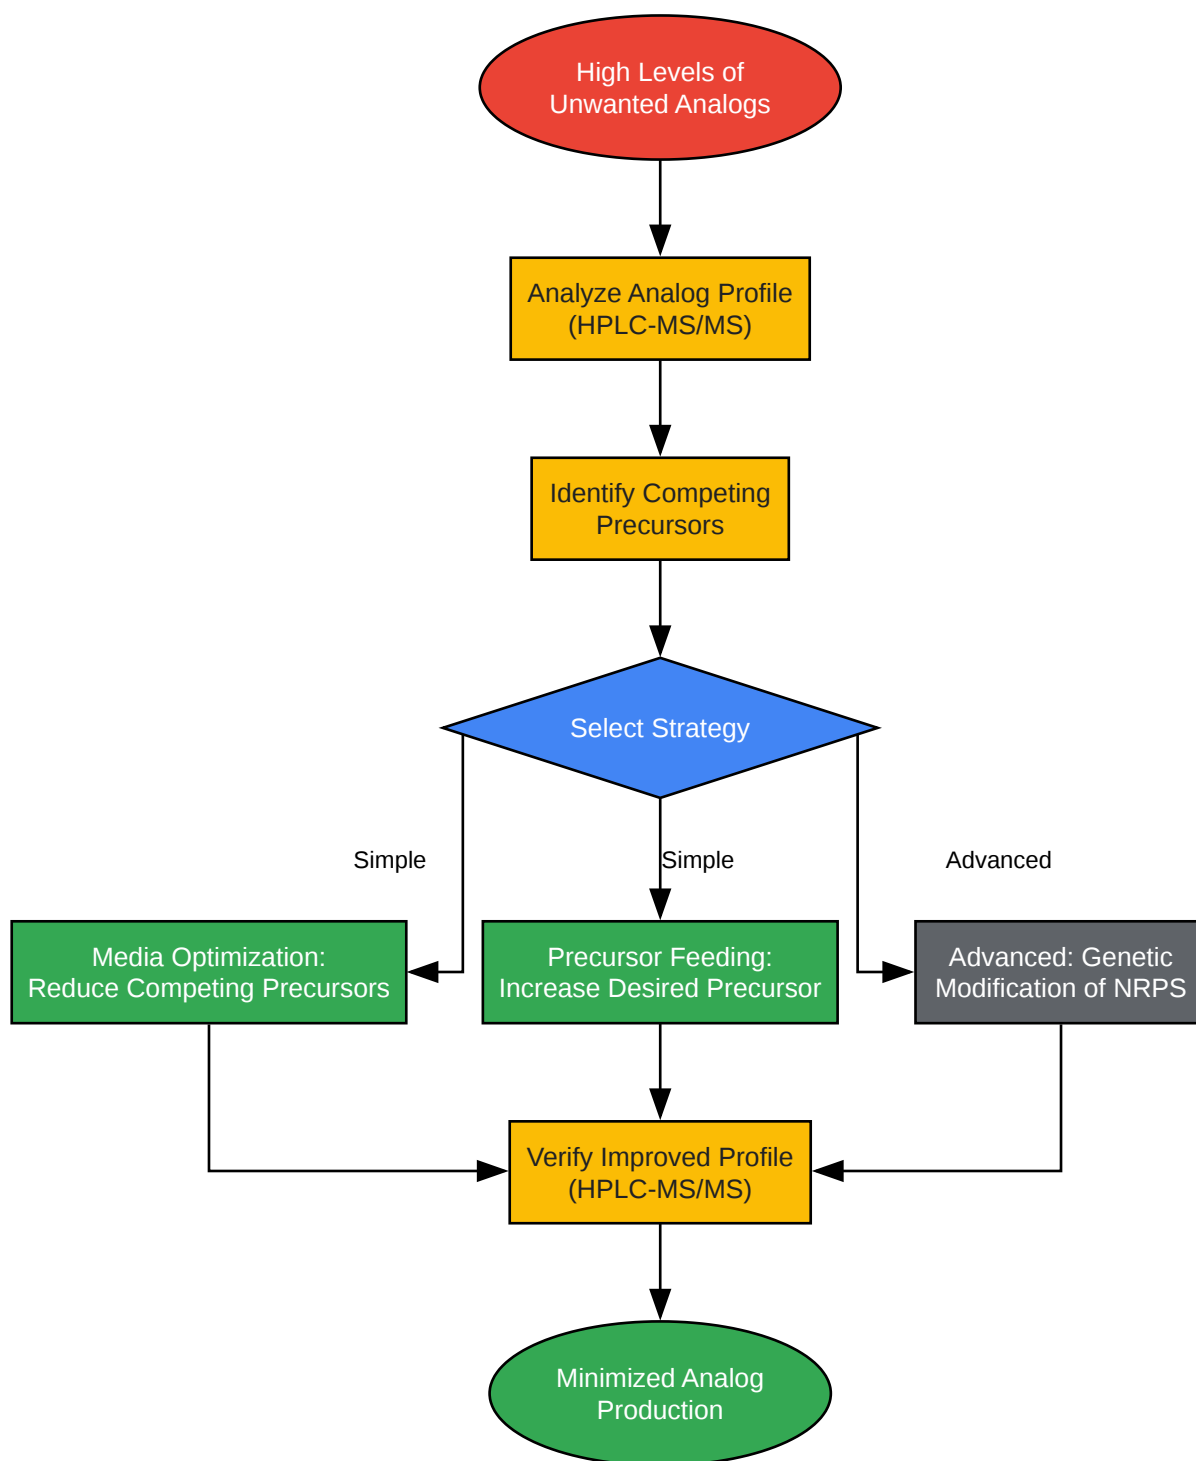 High Levels of
Unwanted Analogs
Analyze Analog Profile
(HPLC-MS/MS)
Identify Competing
Precursors
Select Strategy
Simple
Simple
Advanced
Media Optimization:
Reduce Competing Precursors
Precursor Feeding:
Increase Desired Precursor
Advanced: Genetic
Modification of NRPS
Verify Improved Profile
(HPLC-MS/MS)
Minimized Analog
Production